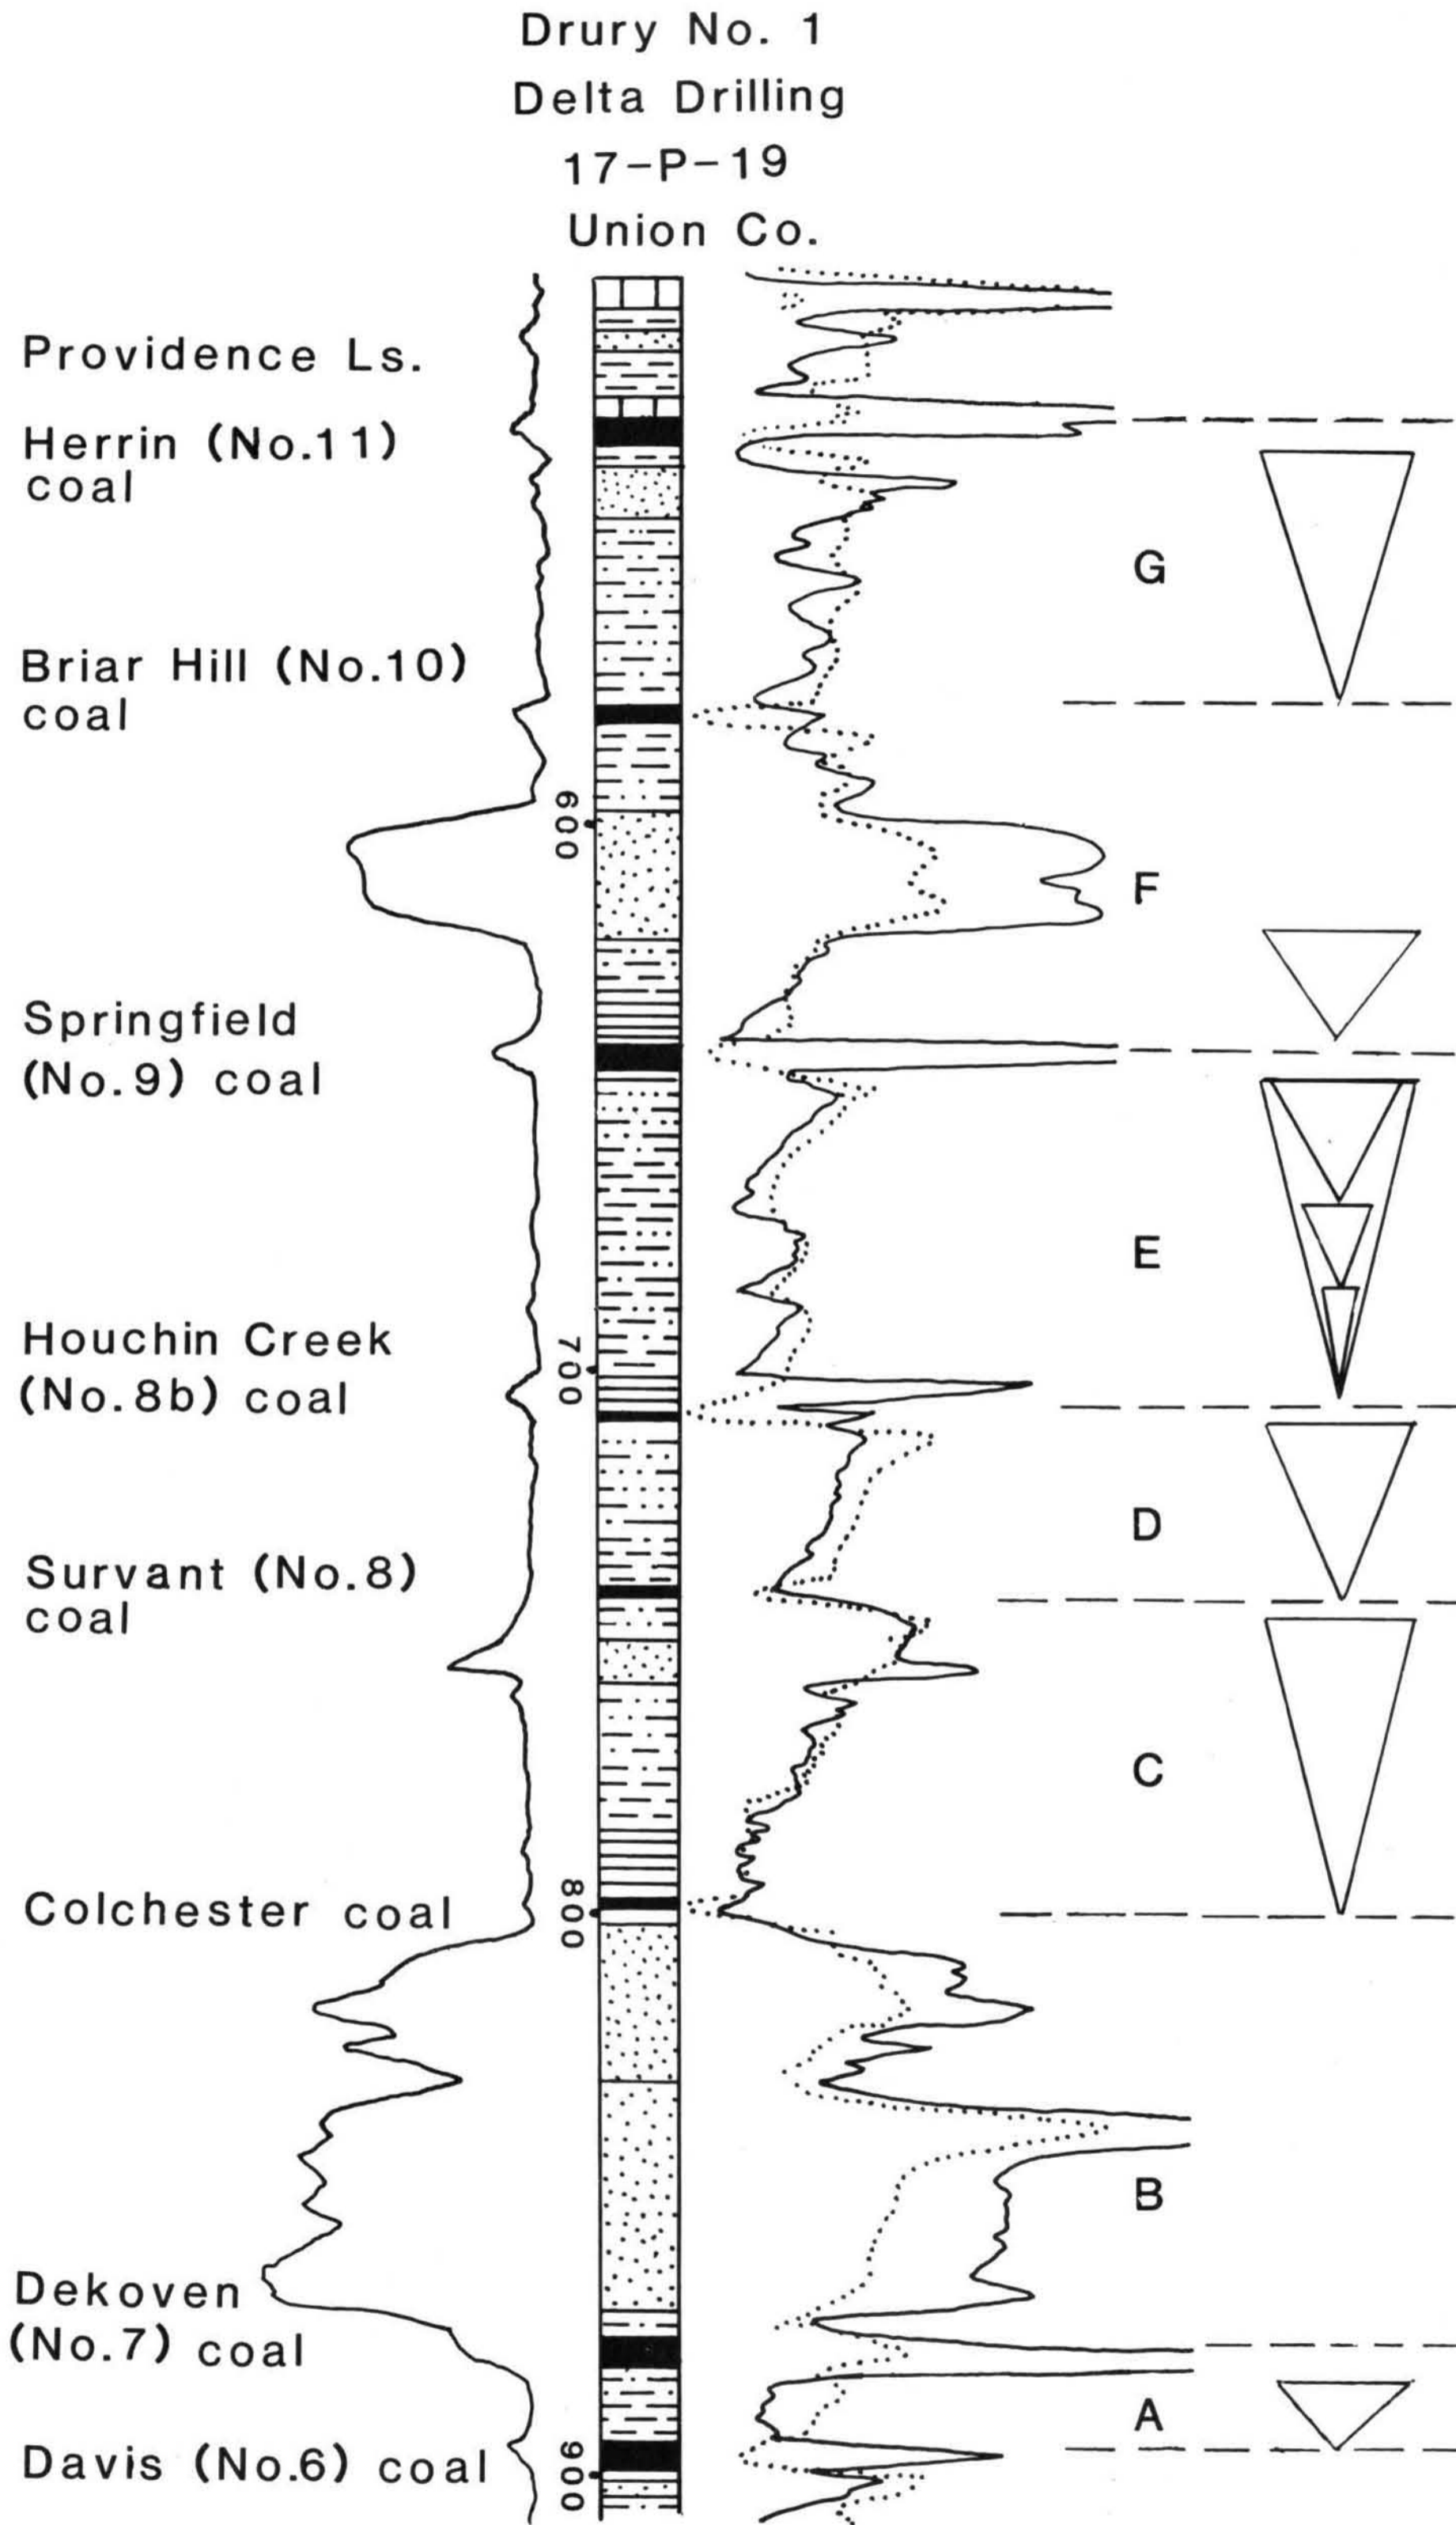 Drury No. 1
Delta Drilling
17-P-19
Union Co.
Providence Ls.
Herrin (No.11)
coal
G
Briar Hill (No.10)
coal
600
F
Springfield
(No.9) coal
E
Houchin Creek
(No.8b) coal
700
D
Survant (No.8)
coal
C
Colchester coal
800
B
Dekoven
(No.7) coal
A
Davis (No.6) coal
900